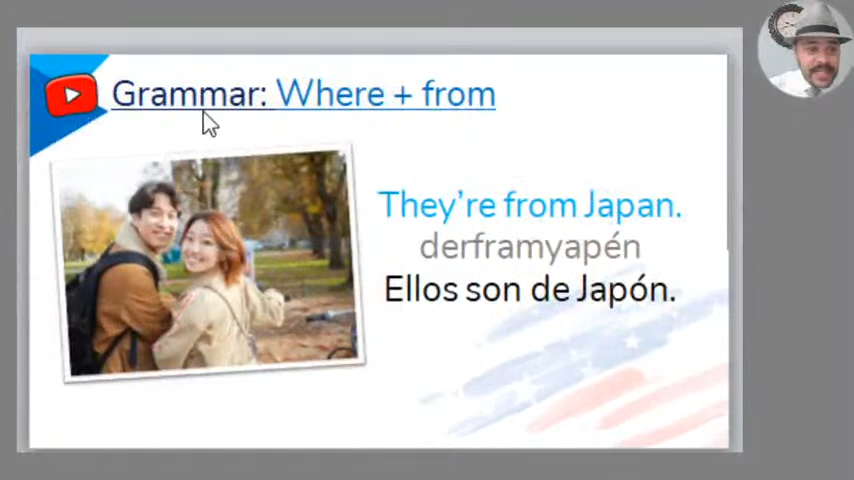 Grammar: Where + from
They're from Japan.
derframyapén
Ellos son de Japón.